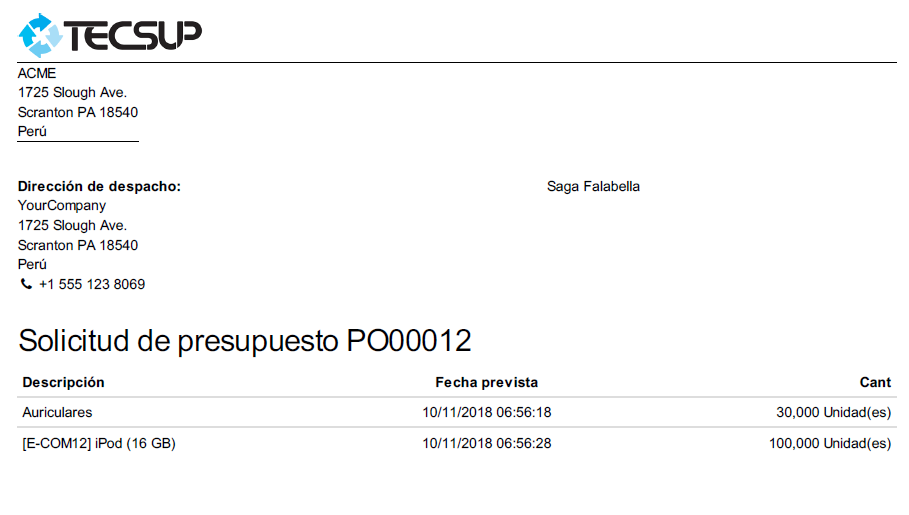 TECSUP
ACME
1725 Slough Ave.
Scranton PA 18540
Perú
Dirección de despacho:
YourCompany
1725 Slough Ave.
Scranton PA 18540
Perú
+1 555 123 8069
Saga Falabella
Solicitud de presupuesto PO00012
Descripción Fecha prevista Cant
Auriculares 10/11/2018 06:56:18 30,000 Unidad(es)
[E-COM12] iPod (16 GB) 10/11/2018 06:56:28 100,000 Unidad(es)